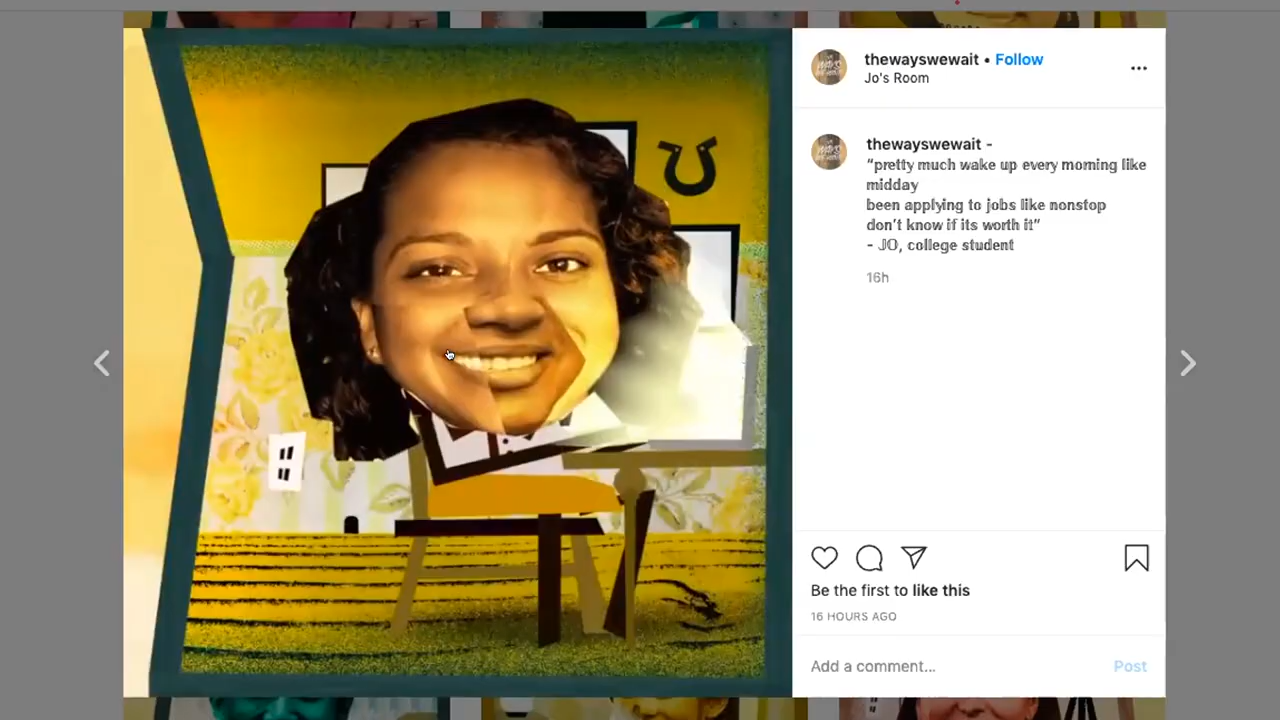 thewayswewait • Follow
Jo's Room
thewayswewait -
“pretty much wake up every morning like
midday
been applying to jobs like nonstop
don't know if its worth it”
- JO, college student
16h
Be the first to like this
16 HOURS AGO
Add a comment... Post